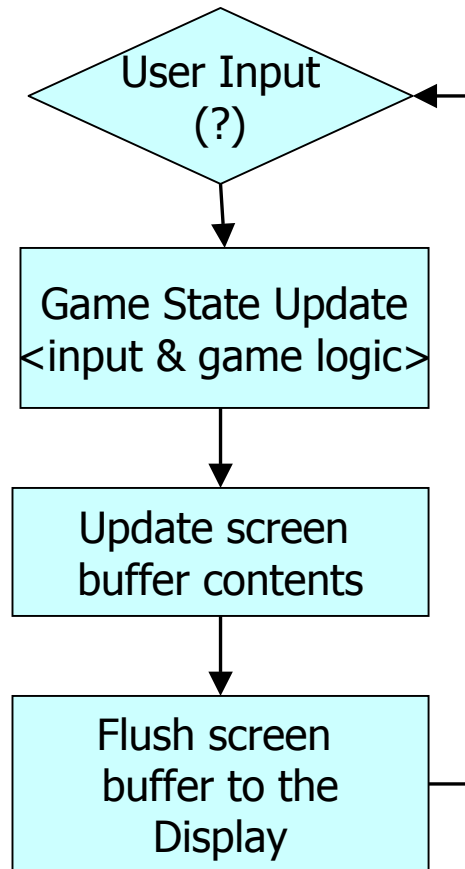 User Input
(?)
Game State Update
<input & game logic>
Update screen
buffer contents
Flush screen
buffer to the
Display